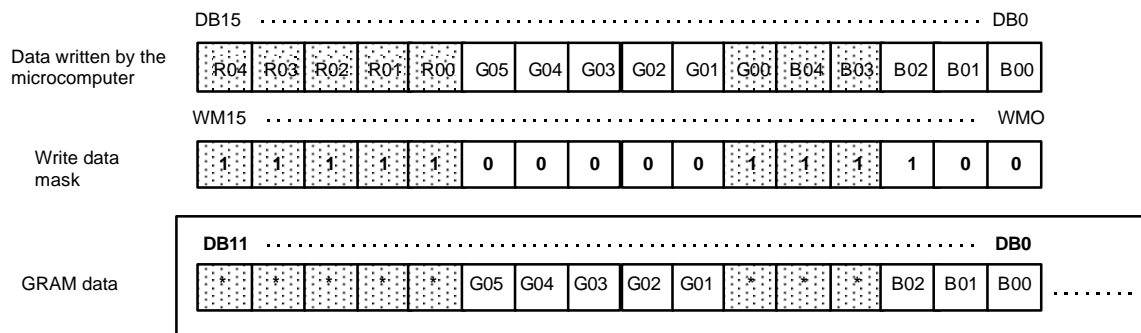 DB15 DB0
Data written by the
microcomputer
R04 R03 R02 R01 R00 G05 G04 G03 G02 G01 G00 B04 B03 B02 B01 B00
WM15 WMO
Write data
mask
1 1 1 1 1 0 0 0 0 0 1 1 1 1 0 0
DB11 DB0
GRAM data
* * * * * G05 G04 G03 G02 G01 * * * B02 B01 B00